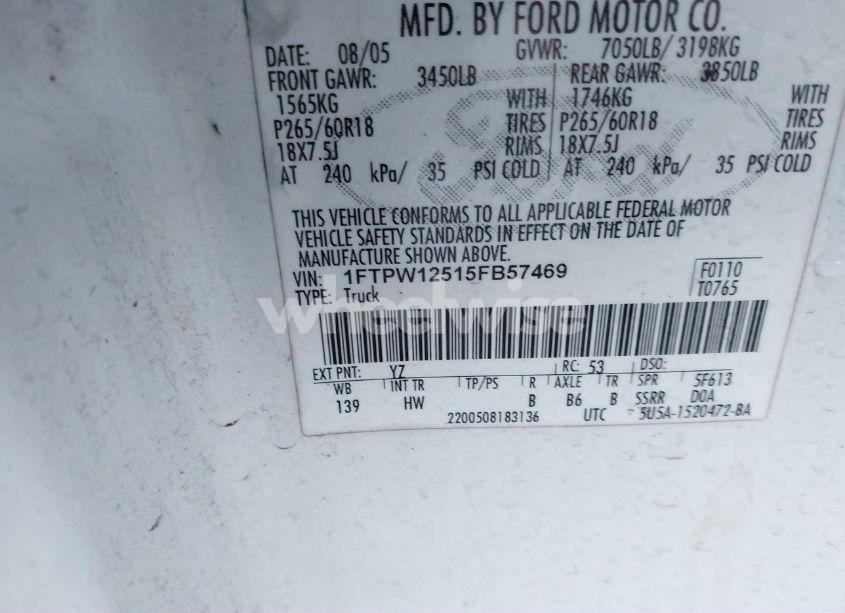 MFD. BY FORD MOTOR CO.
DATE: 08/05 GVWR: 7050LB/ 3198KG
FRONT GAWR: 3450LB REAR GAWR: 3850LB
1565KG WITH 1746KG WITH
P265/60R18 TIRES P265/60R18 TIRES
18X7.5J RIMS 18X7.5J RIMS
AT 240 kPa/ 35 PSI COLD AT 240 kPa/ 35 PSI COLD
Ford
THIS VEHICLE CONFORMS TO ALL APPLICABLE FEDERAL MOTOR
VEHICLE SAFETY STANDARDS IN EFFECT ON THE DATE OF
MANUFACTURE SHOWN ABOVE.
VIN: 1FTPW12515FB57469 F0110
TYPE: Truck T0765
wheelwise
EXT PNT: YZ RC: 53 DSO:
WB INT TR TP/PS R AXLE TR SPR 5F613
139 HW B B6 B SSRR DOA
2200508183136 UTC 5U5A-1520472-BA